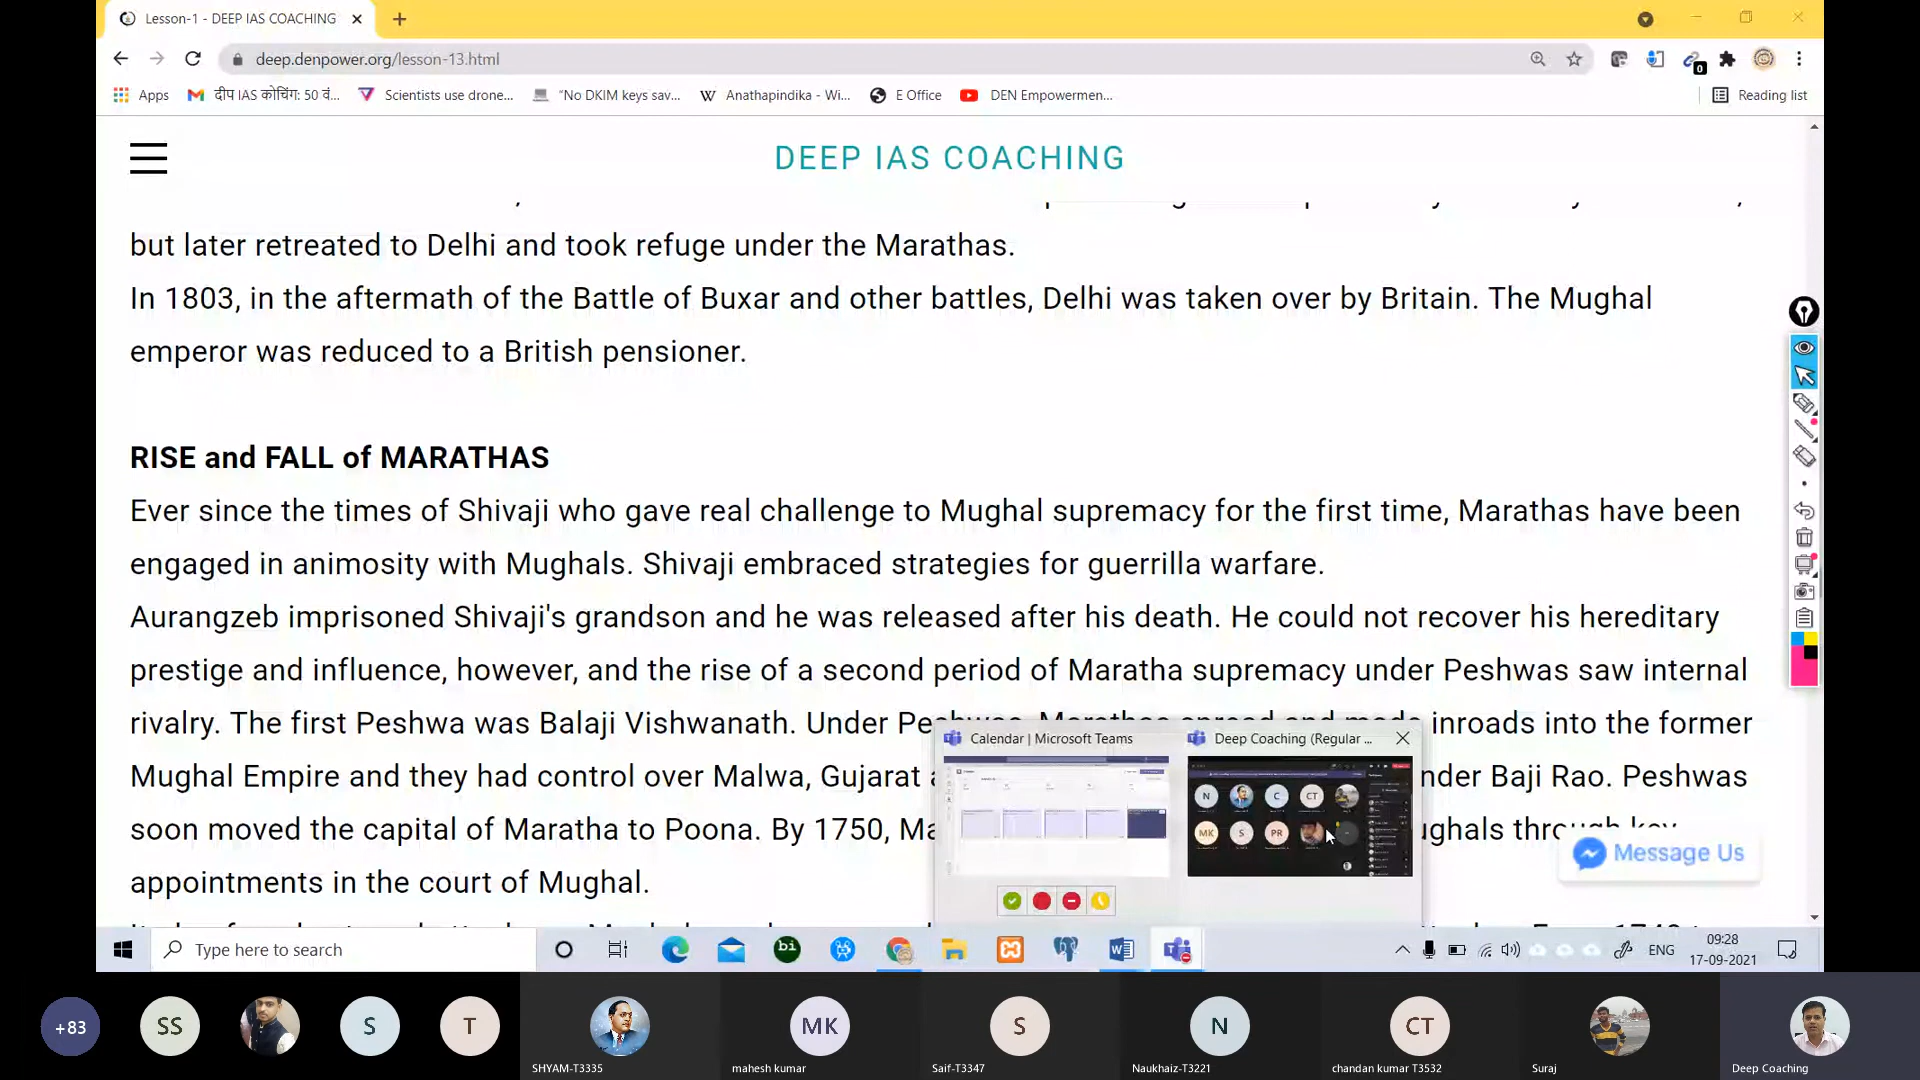 Lesson-1 - DEEP IAS COACHING
deep.denpower.org/lesson-13.html
Apps
दीप IAS कोचिंग: 50 वं...
Scientists use drone...
"No DKIM keys sav...
Anathapindika - Wi...
E Office
DEN Empowermen...
Reading list
DEEP IAS COACHING
but later retreated to Delhi and took refuge under the Marathas.
In 1803, in the aftermath of the Battle of Buxar and other battles, Delhi was taken over by Britain. The Mughal
emperor was reduced to a British pensioner.
RISE and FALL of MARATHAS
Ever since the times of Shivaji who gave real challenge to Mughal supremacy for the first time, Marathas have been
engaged in animosity with Mughals. Shivaji embraced strategies for guerrilla warfare.
Aurangzeb imprisoned Shivaji's grandson and he was released after his death. He could not recover his hereditary
prestige and influence, however, and the rise of a second period of Maratha supremacy under Peshwas saw internal
rivalry. The first Peshwa was Balaji Vishwanath. Under Peshwas, Marathas spread and made inroads into the former
Mughal Empire and they had control over Malwa, Gujarat nder Baji Rao. Peshwas
soon moved the capital of Maratha to Poona. By 1750, Ma ughals through key
appointments in the court of Mughal.
Calendar | Microsoft Teams
Deep Coaching (Regular ...
N C CT
MK S PR
Message Us
Type here to search
bi
ENG
09:28
17-09-2021
+83
SS
S
T
MK
S
N
CT
SHYAM-T3335
mahesh kumar
Saif-T3347
Naukhaiz-T3221
chandan kumar T3532
Suraj
Deep Coaching